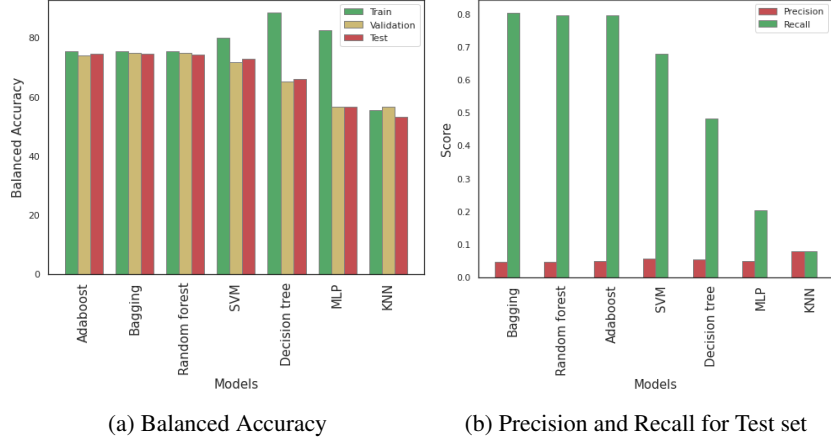 Train
Validation
Test
80
60
40
20
0
Balanced Accuracy
Adaboost
Bagging
Random forest
SVM
Decision tree
MLP
KNN
Models
(a) Balanced Accuracy
Precision
Recall
0.8
0.7
0.6
0.5
0.4
0.3
0.2
0.1
0.0
Score
Bagging
Random forest
Adaboost
SVM
Decision tree
MLP
KNN
Models
(b) Precision and Recall for Test set